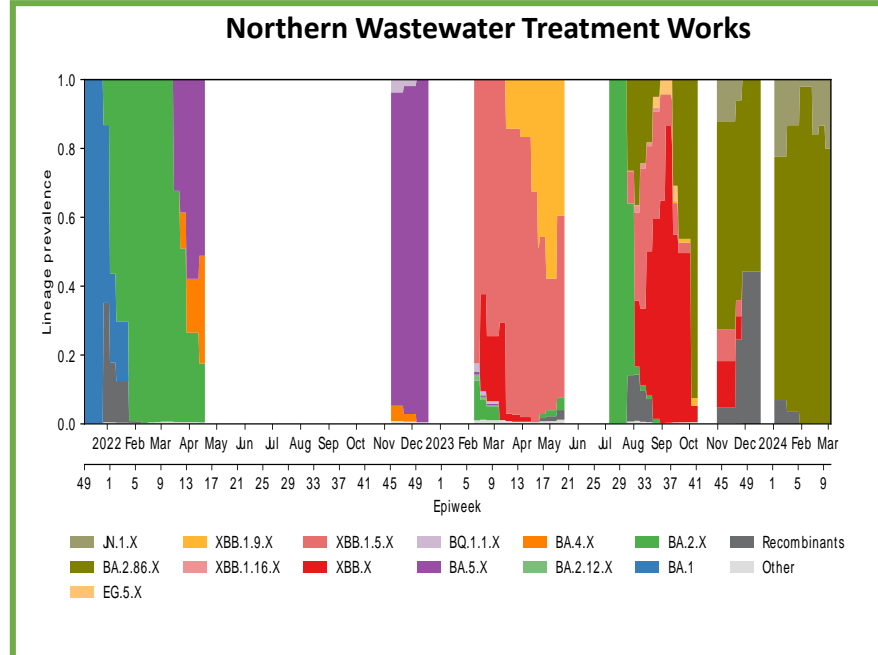 Northern Wastewater Treatment Works
1.0
0.8
0.6
0.4
0.2
0.0
Lineage prevalence
2022 Feb Mar Apr May Jun Jul Aug Sep Oct Nov Dec 2023 Feb Mar Apr May Jun Jul Aug Sep Oct Nov Dec 2024 Feb Mar
49 1 5 9 13 17 21 25 29 33 37 41 45 49 1 5 9 13 17 21 25 29 33 37 41 45 49 1 5 9
Epiweek
JN.1.X XBB.1.9.X XBB.1.5.X BQ.1.1.X BA.4.X BA.2.X Recombinants
BA.2.86.X XBB.1.16.X XBB.X BA.5.X BA.2.12.X BA.1 Other
EG.5.X